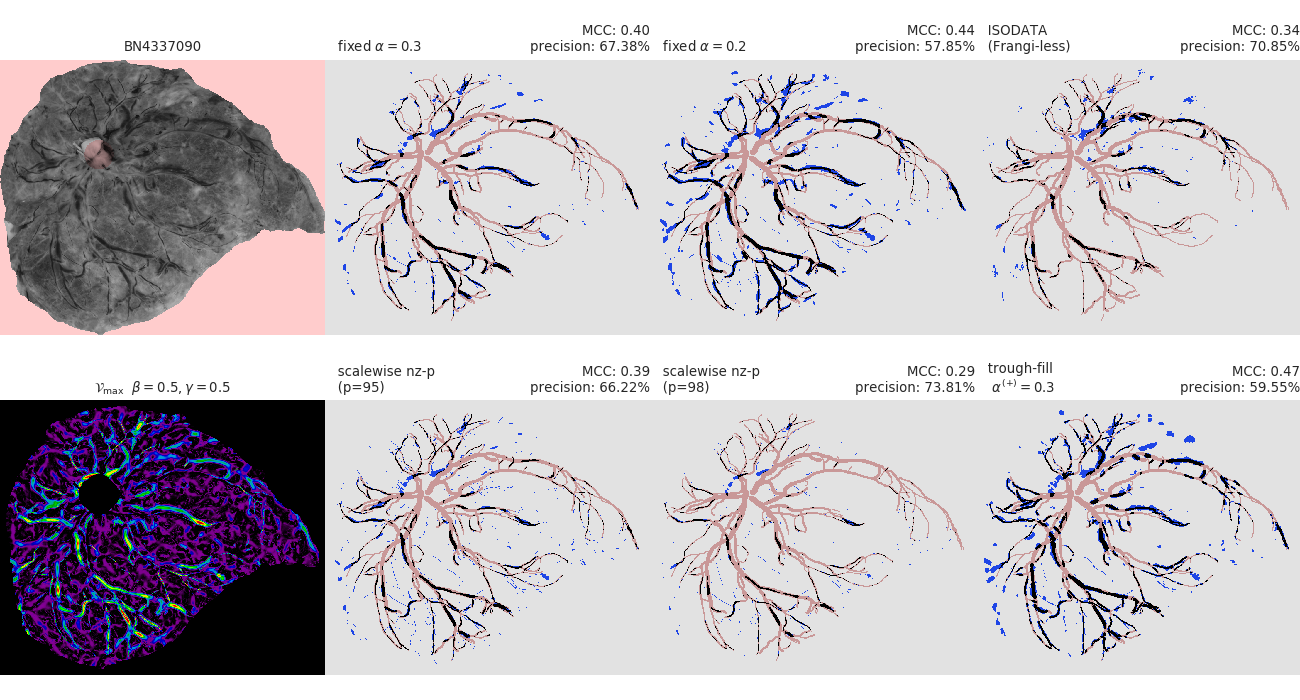 BN4337090
fixed α = 0.3
MCC: 0.40
precision: 67.38%
fixed α = 0.2
MCC: 0.44
precision: 57.85%
ISODATA
(Frangi-less)
MCC: 0.34
precision: 70.85%
𝒱max β = 0.5, γ = 0.5
scalewise nz-p
(p=95)
MCC: 0.39
precision: 66.22%
scalewise nz-p
(p=98)
MCC: 0.29
precision: 73.81%
trough-fill
α(+) = 0.3
MCC: 0.47
precision: 59.55%